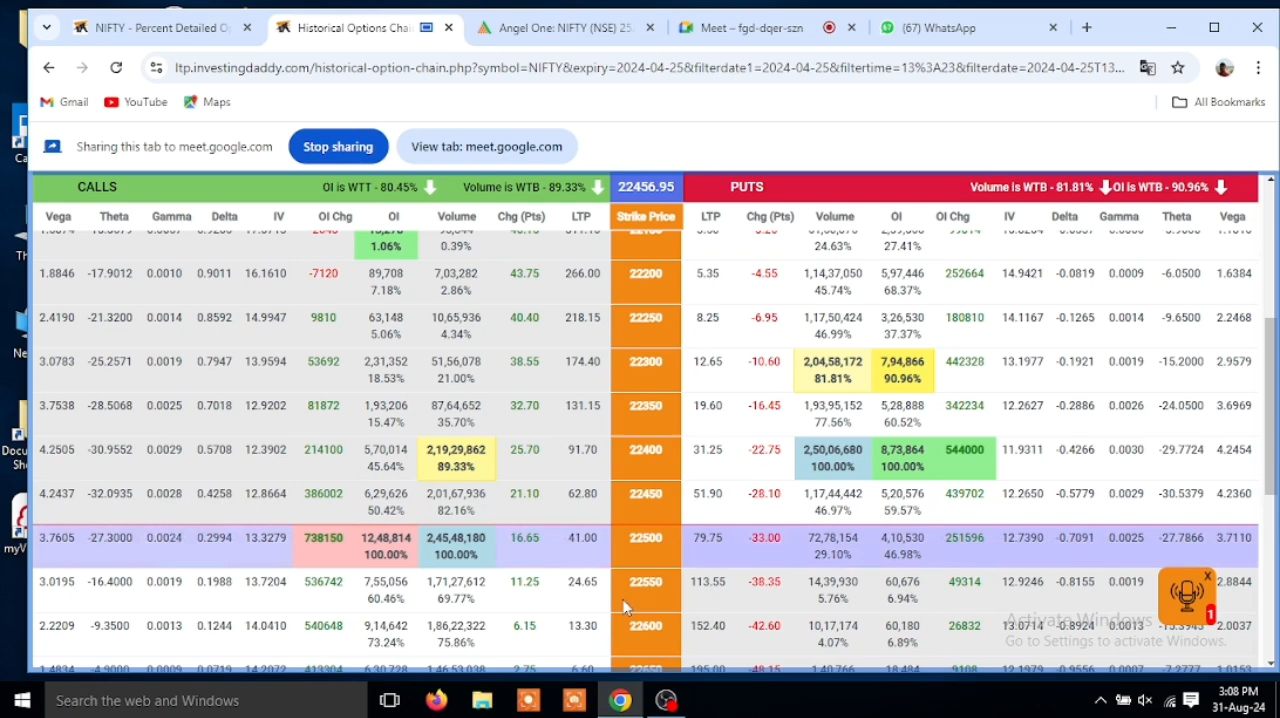 NIFTY - Percent Detailed O
Historical Options Chai
Angel One: NIFTY (NSE) 25
Meet – fgd-dqer-szn
(67) WhatsApp
ltp.investingdaddy.com/historical-option-chain.php?symbol=NIFTY&expiry=2024-04-25&filterdate1=2024-04-25&filtertime=13%3A23&filterdate=2024-04-25T13...
Gmail YouTube Maps All Bookmarks
Sharing this tab to meet.google.com Stop sharing View tab: meet.google.com
CALLS OI is WTT - 80.45% Volume is WTB - 89.33% 22456.95 PUTS Volume is WTB - 81.81% OI is WTB - 90.96%
Vega Theta Gamma Delta IV OI Chg OI Volume Chg (Pts) LTP Strike Price LTP Chg (Pts) Volume OI OI Chg IV Delta Gamma Theta Vega
1.06% 0.39% 24.63% 27.41%
1.8846 -17.9012 0.0010 0.9011 16.1610 -7120 89,708 7,03,282 43.75 266.00 22200 5.35 -4.55 1,14,37,050 5,97,446 252664 14.9421 -0.0819 0.0009 -6.0500 1.6384
7.18% 2.86% 45.74% 68.37%
2.4190 -21.3200 0.0014 0.8592 14.9947 9810 63,148 10,65,936 40.40 218.15 22250 8.25 -6.95 1,17,50,424 3,26,530 180810 14.1167 -0.1265 0.0014 -9.6500 2.2468
5.06% 4.34% 46.99% 37.37%
3.0783 -25.2571 0.0019 0.7947 13.9594 53692 2,31,352 51,56,078 38.55 174.40 22300 12.65 -10.60 2,04,58,172 7,94,866 442328 13.1977 -0.1921 0.0019 -15.2000 2.9579
18.53% 21.00% 81.81% 90.96%
3.7538 -28.5068 0.0025 0.7018 12.9202 81872 1,93,206 87,64,652 32.70 131.15 22350 19.60 -16.45 1,93,95,152 5,28,888 342234 12.2627 -0.2886 0.0026 -24.0500 3.6969
15.47% 35.70% 77.56% 60.52%
4.2505 -30.9552 0.0029 0.5708 12.3902 214100 5,70,014 2,19,29,862 25.70 91.70 22400 31.25 -22.75 2,50,06,680 8,73,864 544000 11.9311 -0.4266 0.0030 -29.7724 4.2454
45.64% 89.33% 100.00% 100.00%
4.2437 -32.0935 0.0028 0.4258 12.8664 386002 6,29,626 2,01,67,936 21.10 62.80 22450 51.90 -28.10 1,17,44,442 5,20,576 439702 12.2650 -0.5779 0.0029 -30.5379 4.2360
50.42% 82.16% 46.97% 59.57%
3.7605 -27.3000 0.0024 0.2994 13.3279 738150 12,48,814 2,45,48,180 16.65 41.00 22500 79.75 -33.00 72,78,154 4,10,530 251596 12.7390 -0.7091 0.0025 -27.7866 3.7110
100.00% 100.00% 29.10% 46.98%
3.0195 -16.4000 0.0019 0.1988 13.7204 536742 7,55,056 1,71,27,612 11.25 24.65 22550 113.55 -38.35 14,39,930 60,676 49314 12.9246 -0.8155 0.0019 2.8844
60.46% 69.77% 5.76% 6.94%
2.2209 -9.3500 0.0013 0.1244 14.0410 540648 9,14,642 1,86,22,322 6.15 13.30 22600 152.40 -42.60 10,17,174 60,180 26832 13.0714 -0.8924 2.0037
73.24% 75.86% 4.07% 6.89%
X
1
Activate Windows
Go to Settings to activate Windows.
Search the web and Windows
3:08 PM
31-Aug-24